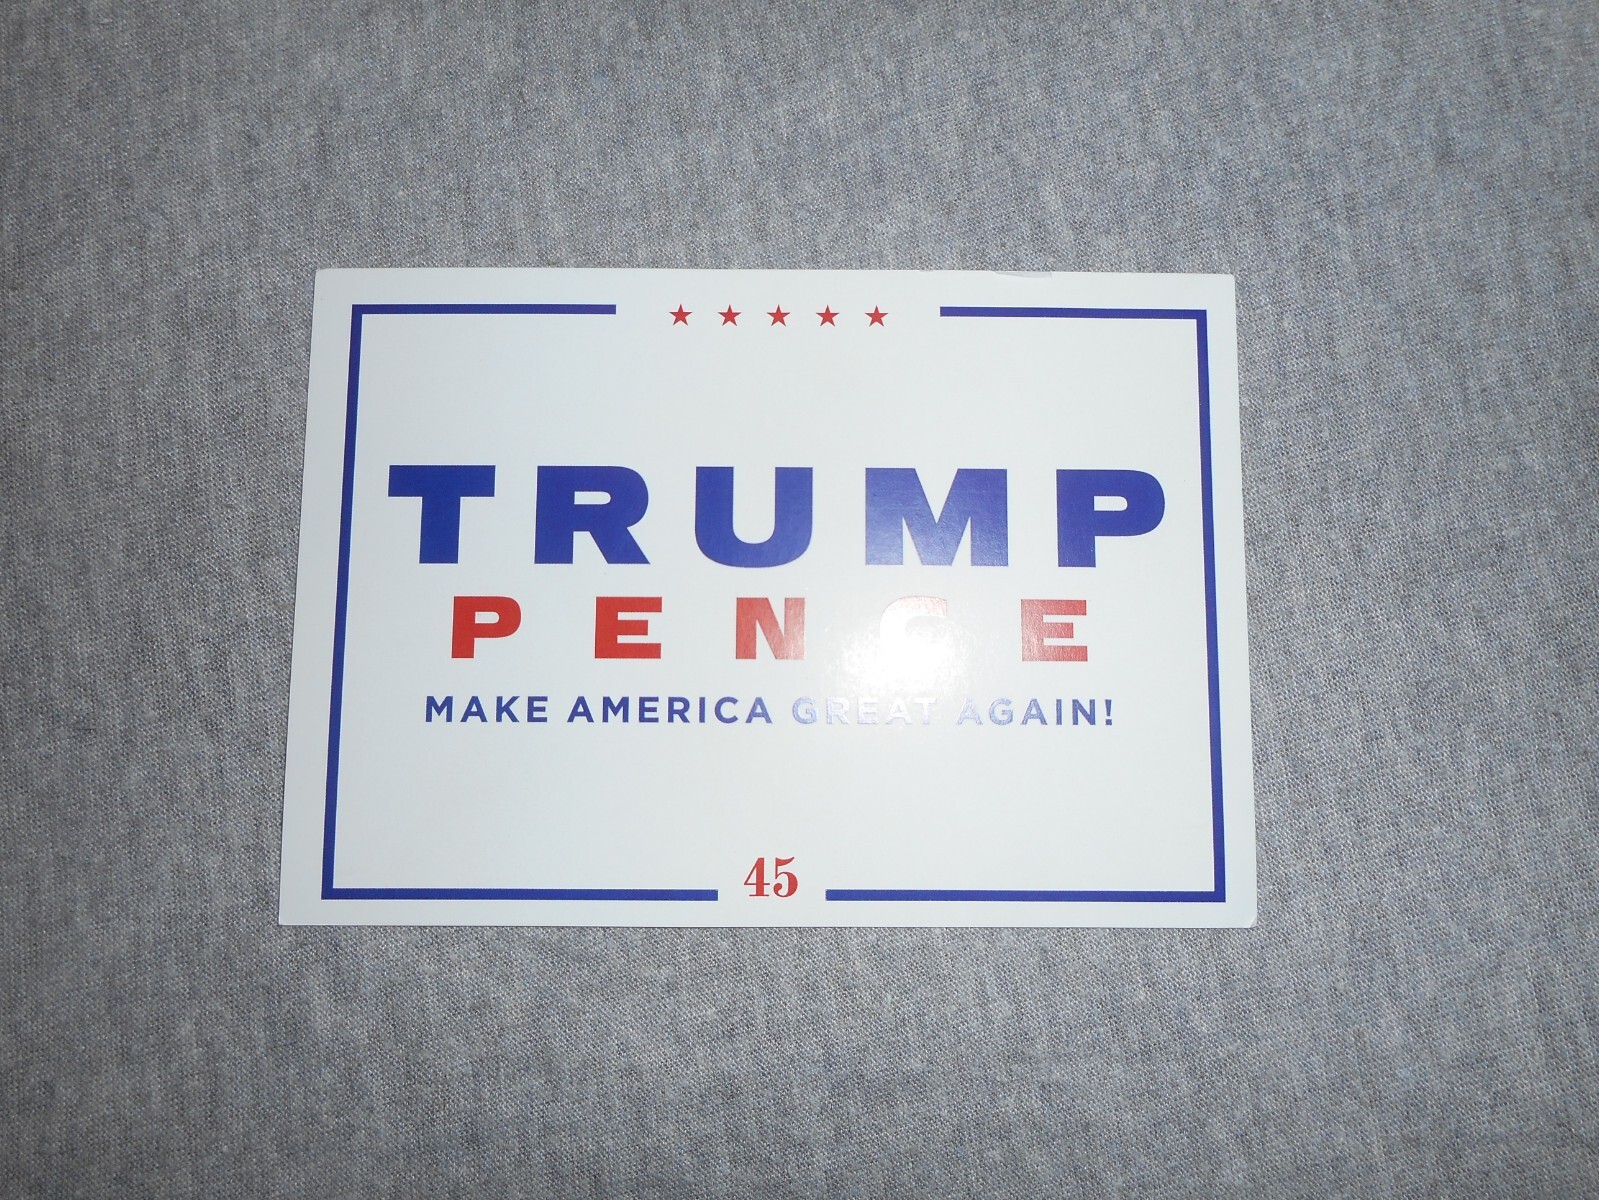 TRUMP
PENCE
MAKE AMERICA GREAT AGAIN!
45